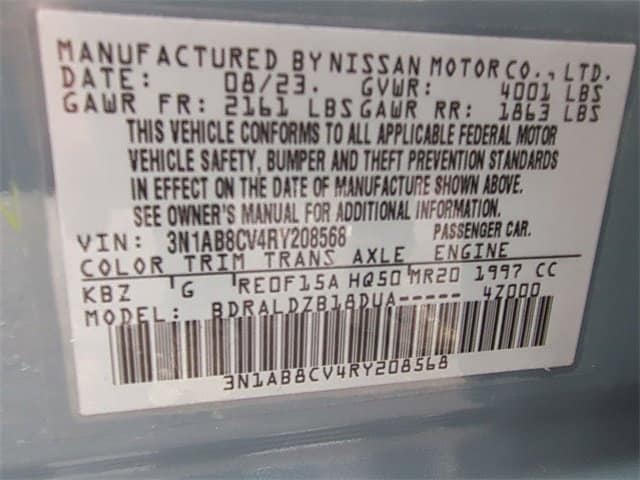 MANUFACTURED BY NISSAN MOTOR CO., LTD.
DATE: 08/23. GVWR: 4001 LBS
GAWR FR: 2161 LBS GAWR RR: 1863 LBS
THIS VEHICLE CONFORMS TO ALL APPLICABLE FEDERAL MOTOR
VEHICLE SAFETY, BUMPER AND THEFT PREVENTION STANDARDS
IN EFFECT ON THE DATE OF MANUFACTURE SHOWN ABOVE.
SEE OWNER'S MANUAL FOR ADDITIONAL INFORMATION.
VIN: 3N1AB8CV4RY208568 PASSENGER CAR.
COLOR TRIM TRANS AXLE ENGINE
KBZ G RE0F15A HQ50 MR20 1997 CC
MODEL: BDRALDZB18DUA----- 4Z000
3N1AB8CV4RY208568